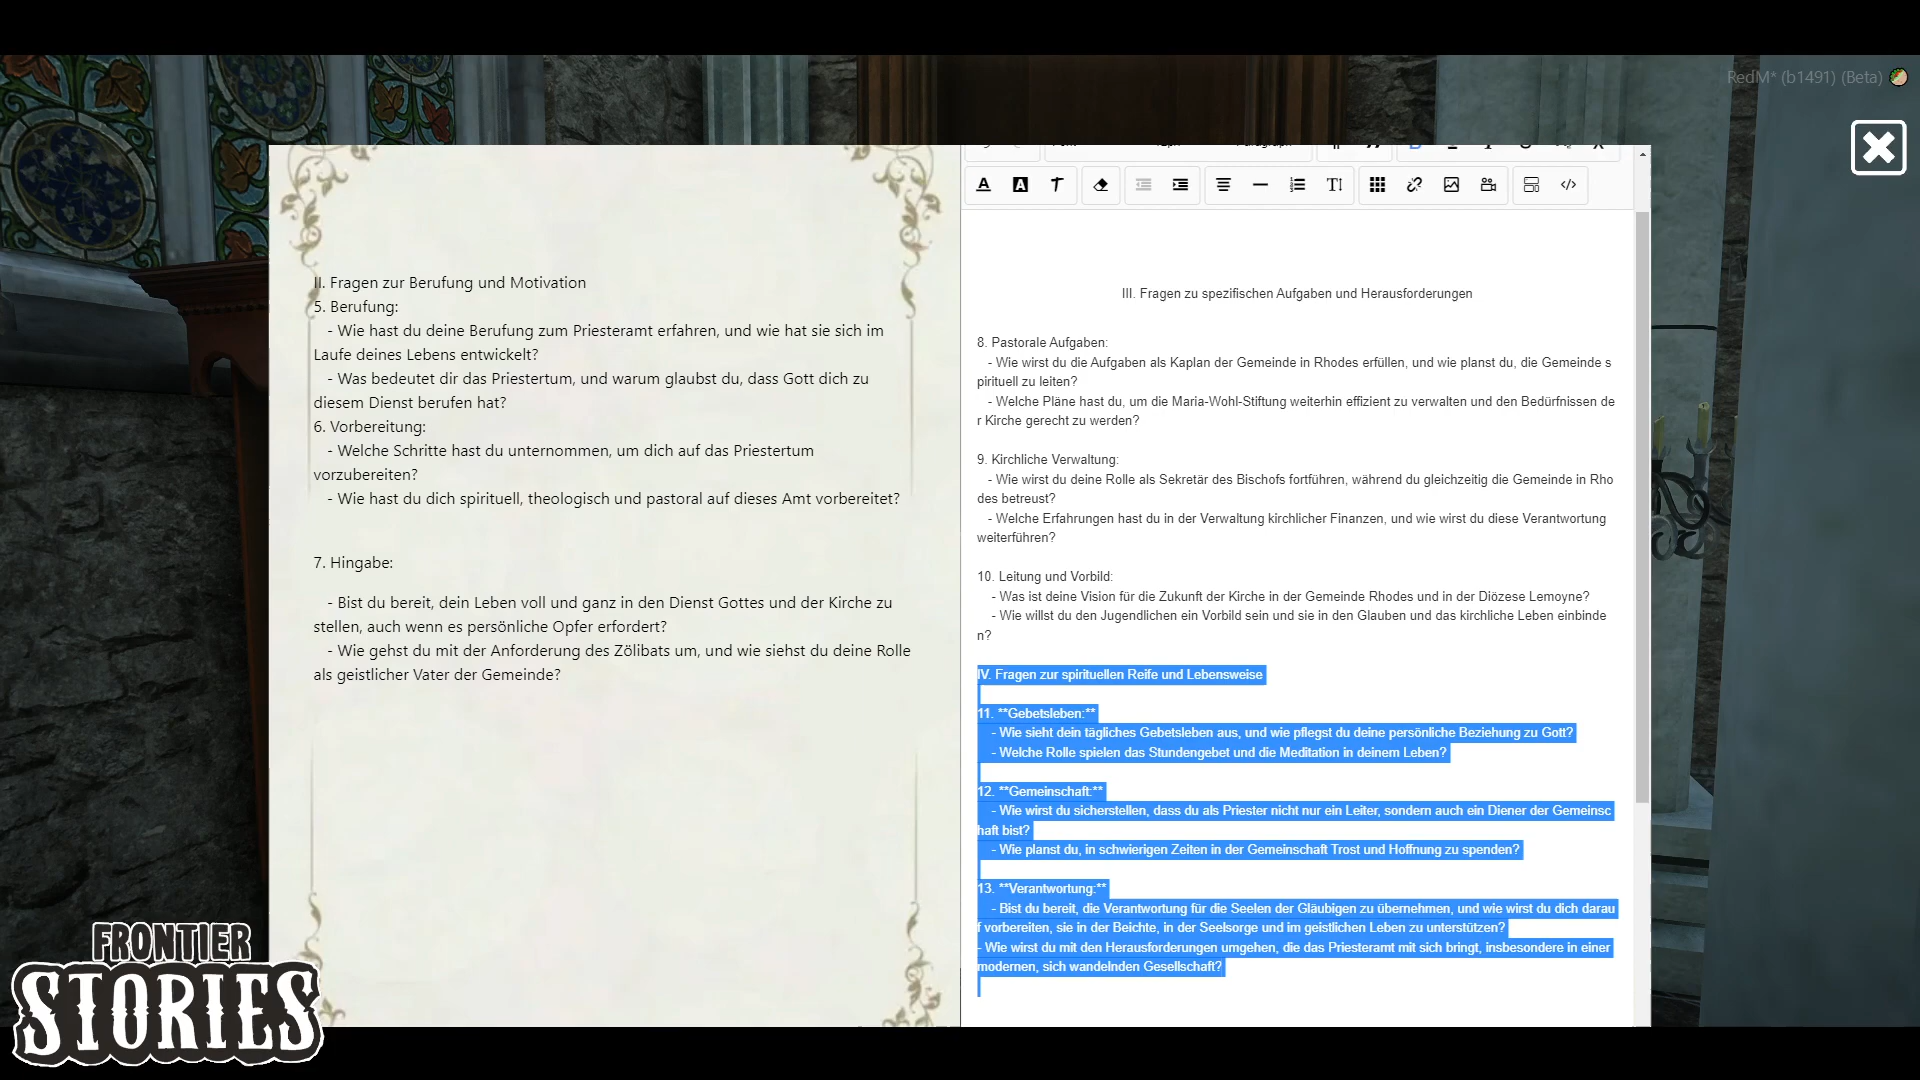 RedM* (b1491) (Beta)
II. Fragen zur Berufung und Motivation
5. Berufung:
- Wie hast du deine Berufung zum Priesteramt erfahren, und wie hat sie sich im
Laufe deines Lebens entwickelt?
- Was bedeutet dir das Priestertum, und warum glaubst du, dass Gott dich zu
diesem Dienst berufen hat?
6. Vorbereitung:
- Welche Schritte hast du unternommen, um dich auf das Priestertum
vorzubereiten?
- Wie hast du dich spirituell, theologisch und pastoral auf dieses Amt vorbereitet?
7. Hingabe:
- Bist du bereit, dein Leben voll und ganz in den Dienst Gottes und der Kirche zu
stellen, auch wenn es persönliche Opfer erfordert?
- Wie gehst du mit der Anforderung des Zölibats um, und wie siehst du deine Rolle
als geistlicher Vater der Gemeinde?
III. Fragen zu spezifischen Aufgaben und Herausforderungen
8. Pastorale Aufgaben:
- Wie wirst du die Aufgaben als Kaplan der Gemeinde in Rhodes erfüllen, und wie planst du, die Gemeinde s
pirituell zu leiten?
- Welche Pläne hast du, um die Maria-Wohl-Stiftung weiterhin effizient zu verwalten und den Bedürfnissen de
r Kirche gerecht zu werden?
9. Kirchliche Verwaltung:
- Wie wirst du deine Rolle als Sekretär des Bischofs fortführen, während du gleichzeitig die Gemeinde in Rho
des betreust?
- Welche Erfahrungen hast du in der Verwaltung kirchlicher Finanzen, und wie wirst du diese Verantwortung
weiterführen?
10. Leitung und Vorbild:
- Was ist deine Vision für die Zukunft der Kirche in der Gemeinde Rhodes und in der Diözese Lemoyne?
- Wie willst du den Jugendlichen ein Vorbild sein und sie in den Glauben und das kirchliche Leben einbinde
n?
IV. Fragen zur spirituellen Reife und Lebensweise
11. **Gebetsleben:**
- Wie sieht dein tägliches Gebetsleben aus, und wie pflegst du deine persönliche Beziehung zu Gott?
- Welche Rolle spielen das Stundengebet und die Meditation in deinem Leben?
12. **Gemeinschaft:**
- Wie wirst du sicherstellen, dass du als Priester nicht nur ein Leiter, sondern auch ein Diener der Gemeinsc
haft bist?
- Wie planst du, in schwierigen Zeiten in der Gemeinschaft Trost und Hoffnung zu spenden?
13. **Verantwortung:**
- Bist du bereit, die Verantwortung für die Seelen der Gläubigen zu übernehmen, und wie wirst du dich darau
f vorbereiten, sie in der Beichte, in der Seelsorge und im geistlichen Leben zu unterstützen?
- Wie wirst du mit den Herausforderungen umgehen, die das Priesteramt mit sich bringt, insbesondere in einer
modernen, sich wandelnden Gesellschaft?
FRONTIER
STORIES